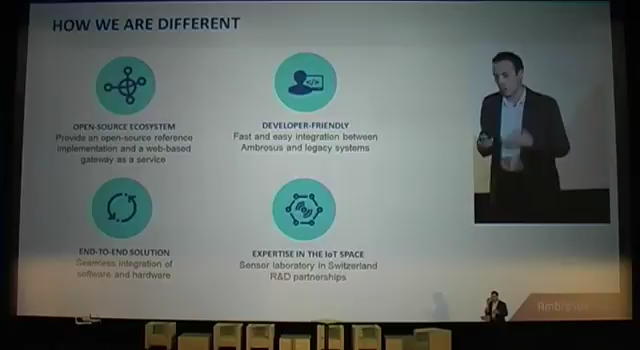 HOW WE ARE DIFFERENT
OPEN-SOURCE ECOSYSTEM
Provide an open-source reference
implementation and a web-based
gateway as a service
DEVELOPER-FRIENDLY
Fast and easy integration between
Ambrosus and legacy systems
</>
END-TO-END SOLUTION
Seamless integration of
software and hardware
EXPERTISE IN THE IoT SPACE
Sensor laboratory in Switzerland
R&D partnerships
Ambrosus